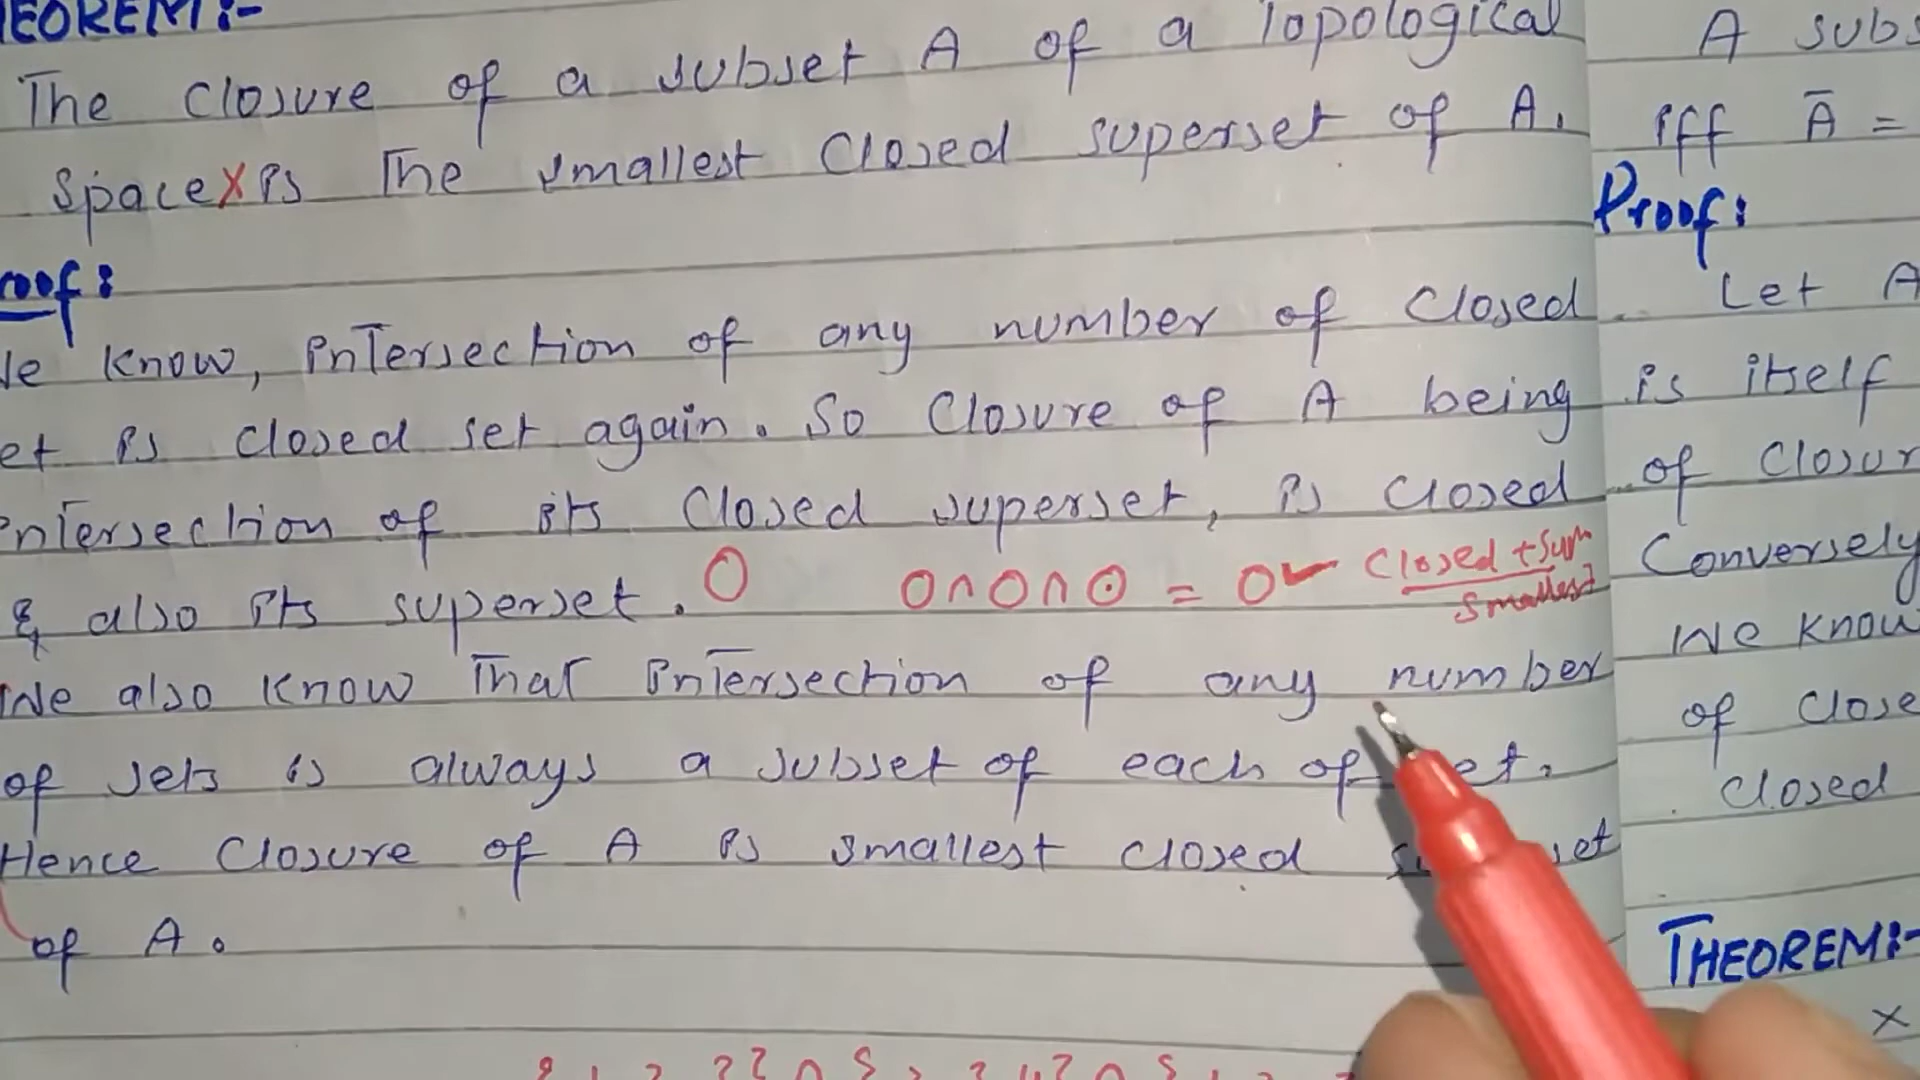 EOREM:-
The closure of a subset A of a Topological
space X is The smallest closed superset of A.
roof:
We know, inTersection of any number of closed
et is closed set again. So closure of A being
inTersection of its closed superset, is closed
& also its superset. O O∩O∩⊙ = O closed + Sup
smallest
We also know That inTersection of any number
of sets is always a subset of each of et.
Hence closure of A is smallest closed set
of A.
A subs
iff Ā =
Proof:
Let A
is itself
of closur
Conversely
We know
of close
closed
THEOREM:-
X